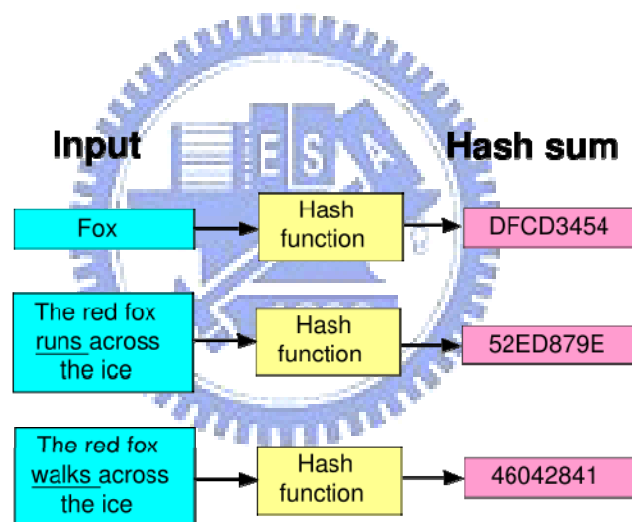 Input
Hash sum
Fox
Hash
function
DFCD3454
The red fox
runs across
the ice
Hash
function
52ED879E
The red fox
walks across
the ice
Hash
function
46042841
E S A